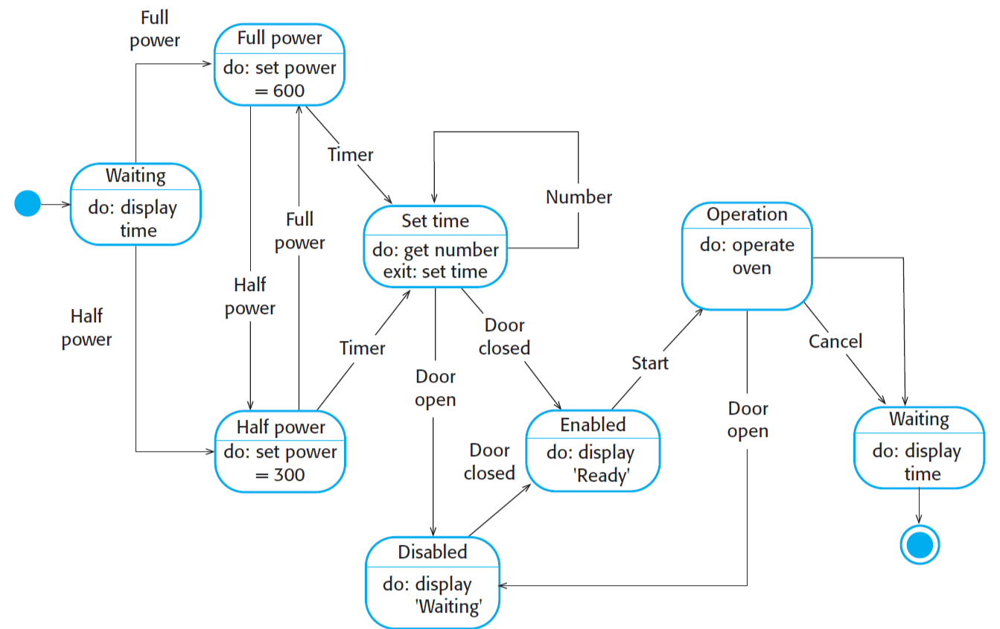 Full
power
Full power
do: set power
= 600
Timer
Waiting
do: display
time
Number
Full
power
Set time
do: get number
exit: set time
Operation
do: operate
oven
Half
power
Half
power
Door
closed
Timer
Cancel
Start
Door
open
Door
open
Half power
do: set power
= 300
Enabled
do: display
'Ready'
Door
closed
Waiting
do: display
time
Disabled
do: display
'Waiting'